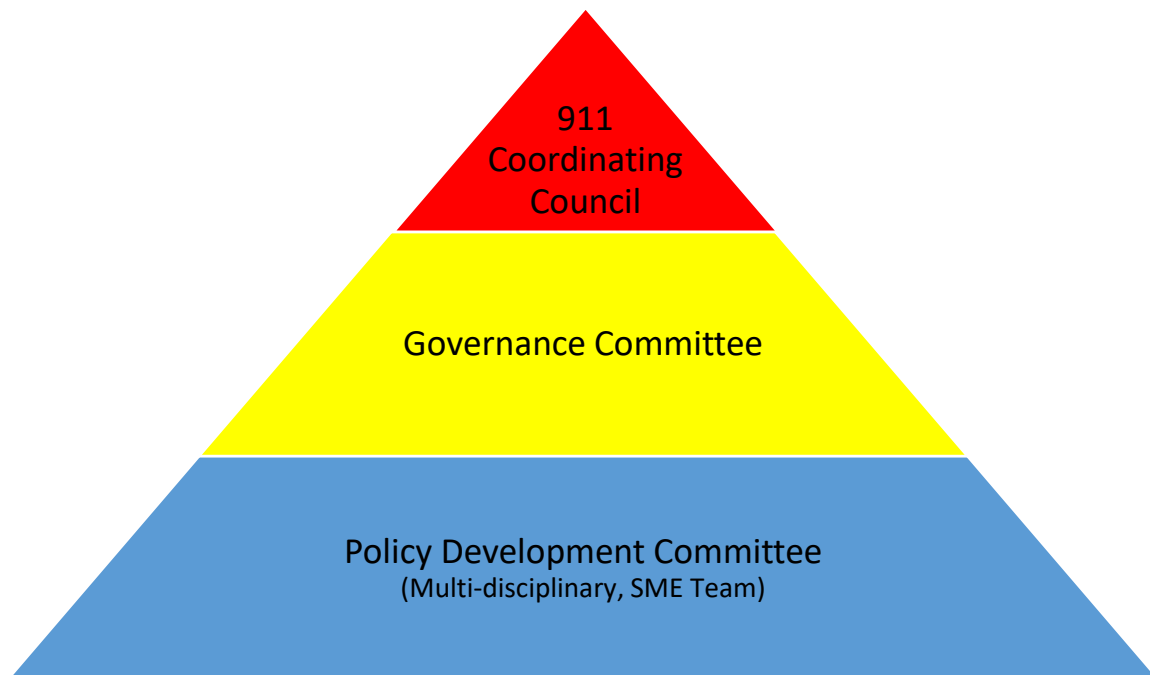 911
Coordinating
Council
Governance Committee
Policy Development Committee
(Multi-disciplinary, SME Team)